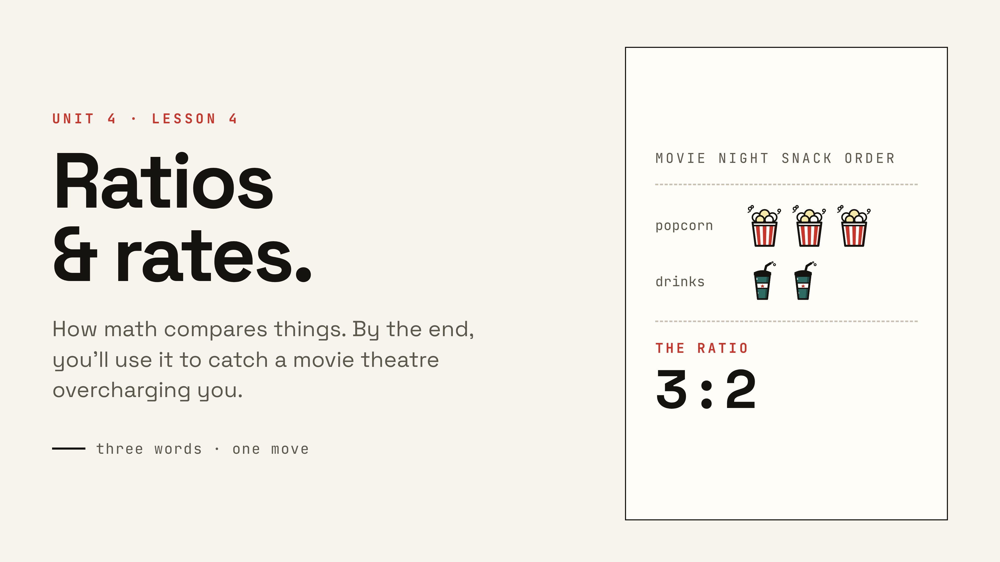 UNIT 4 · LESSON 4
Ratios
& rates.
How math compares things. By the end,
you’ll use it to catch a movie theatre
overcharging you.
three words · one move
MOVIE NIGHT SNACK ORDER
popcorn
drinks
THE RATIO
3:2